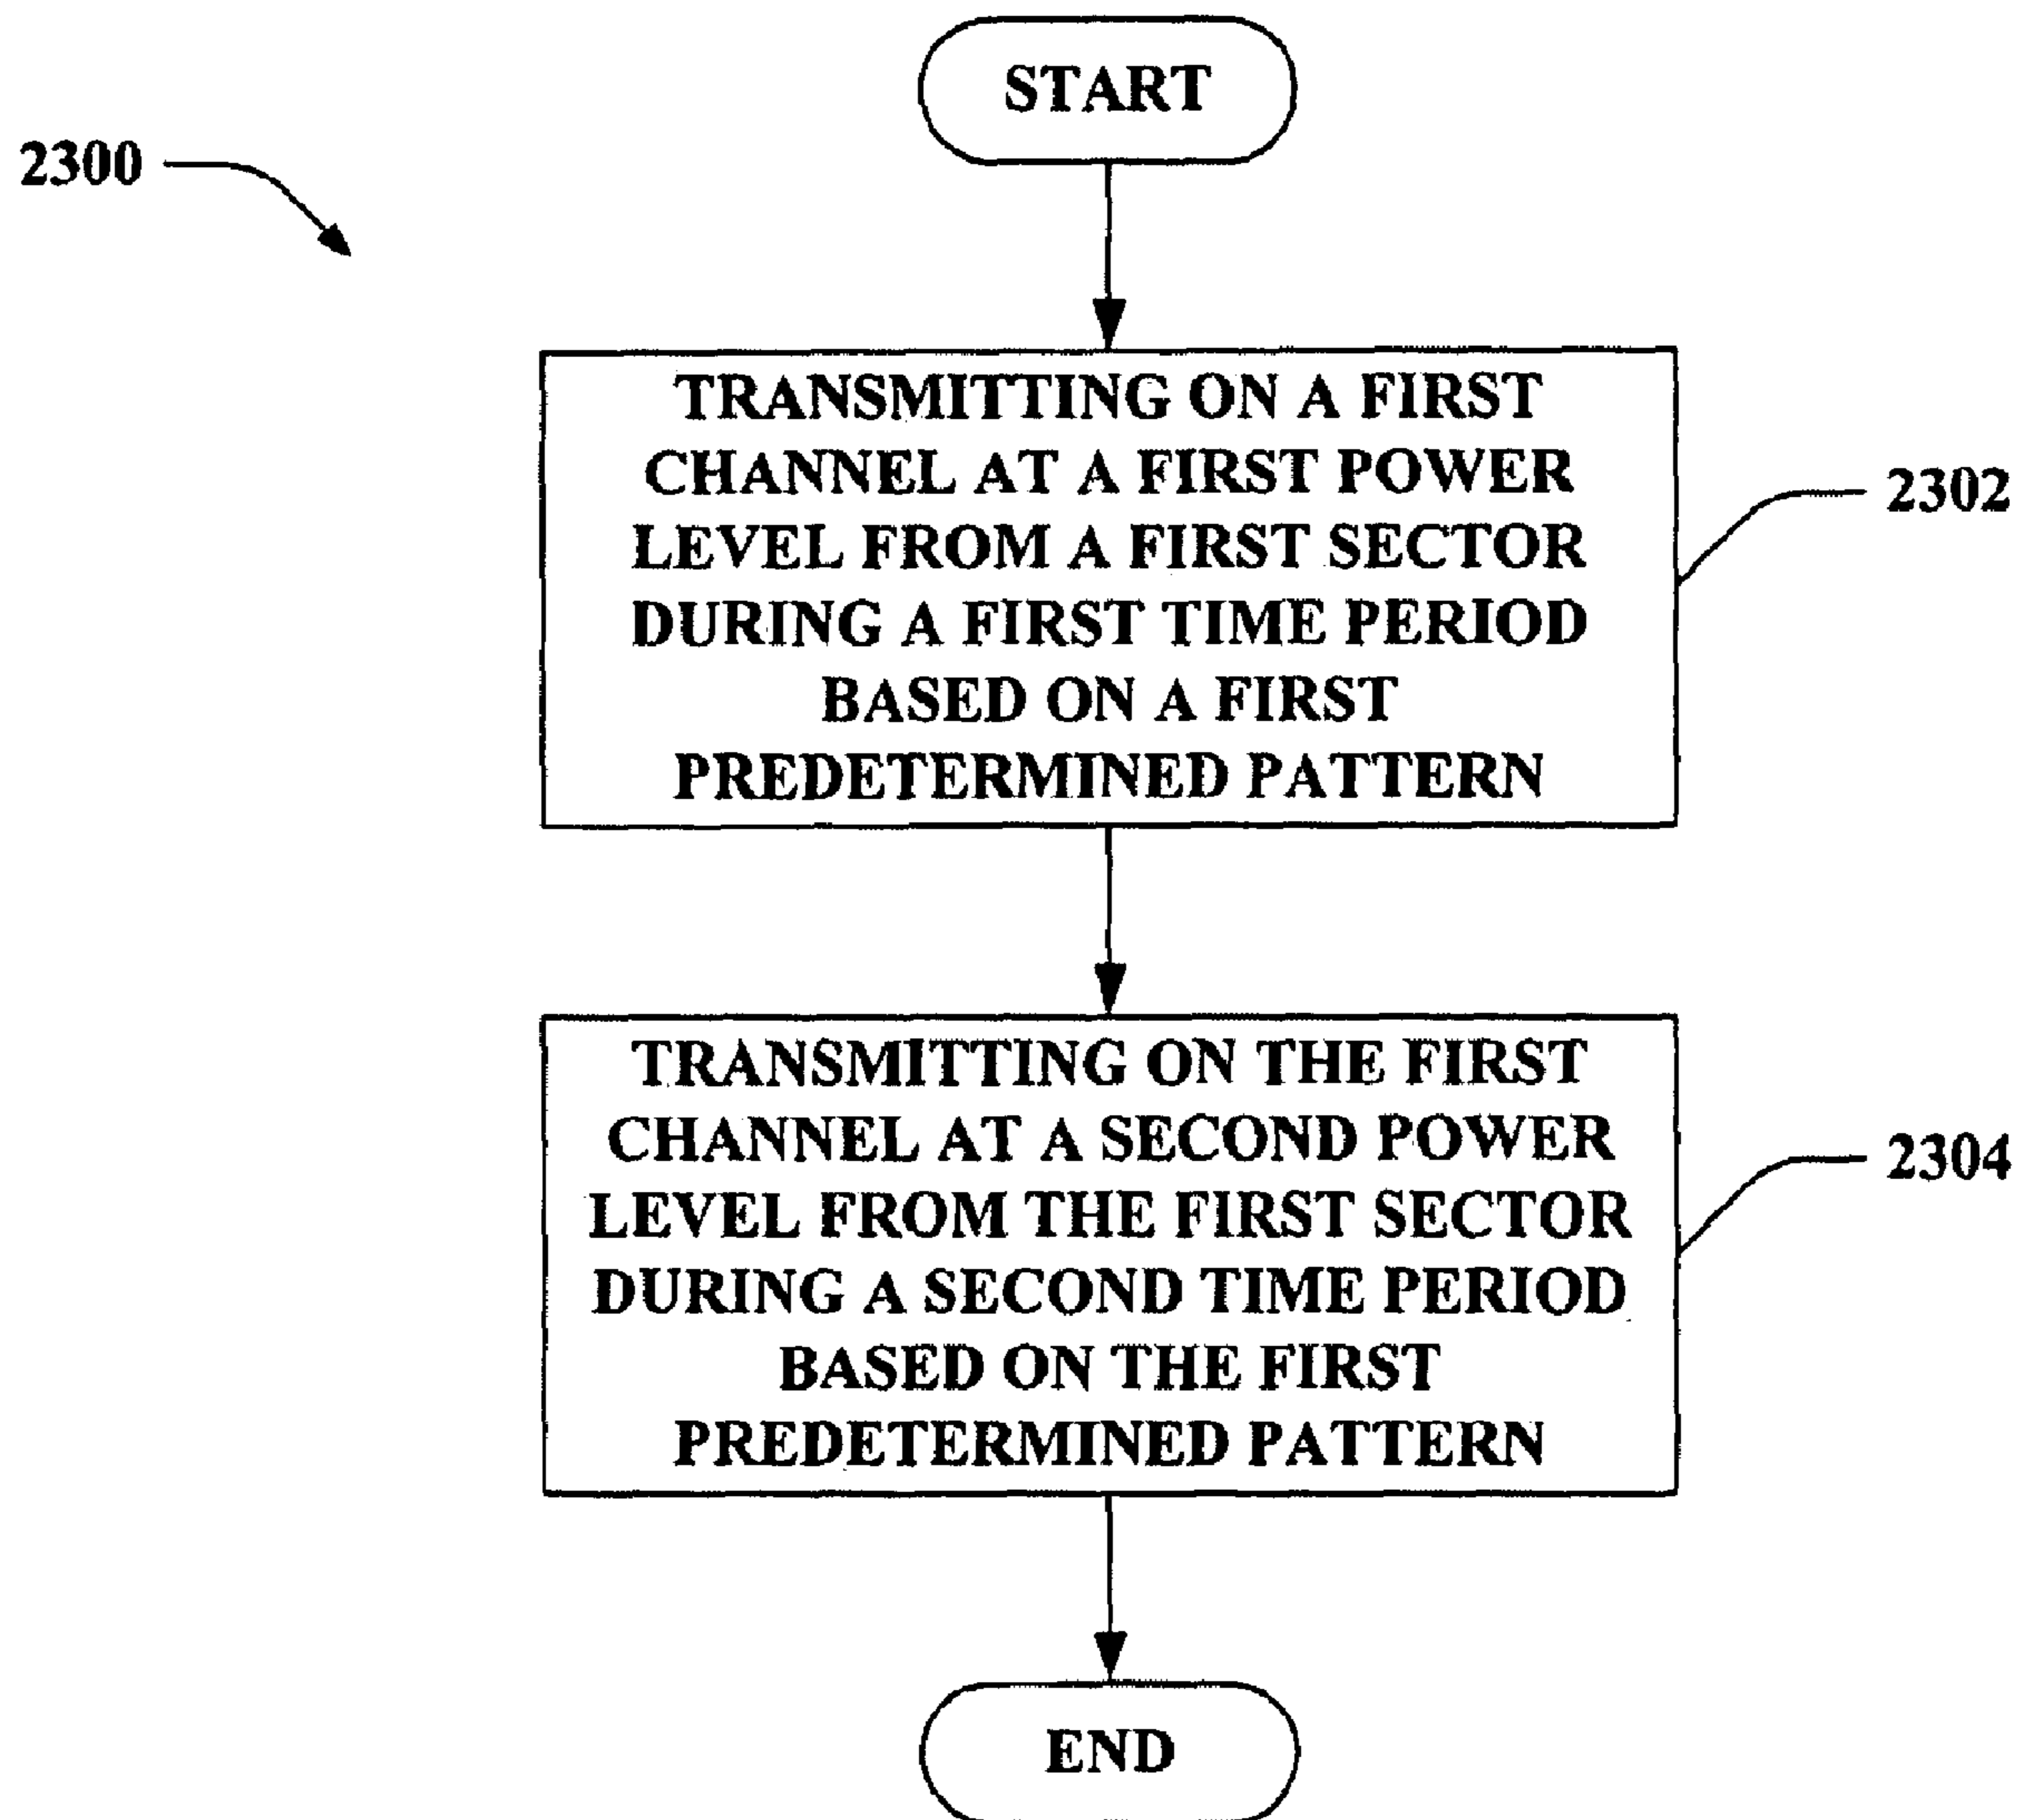 START
2300
TRANSMITTING ON A FIRST
CHANNEL AT A FIRST POWER
LEVEL FROM A FIRST SECTOR
DURING A FIRST TIME PERIOD
BASED ON A FIRST
PREDETERMINED PATTERN
2302
TRANSMITTING ON THE FIRST
CHANNEL AT A SECOND POWER
LEVEL FROM THE FIRST SECTOR
DURING A SECOND TIME PERIOD
BASED ON THE FIRST
PREDETERMINED PATTERN
2304
END